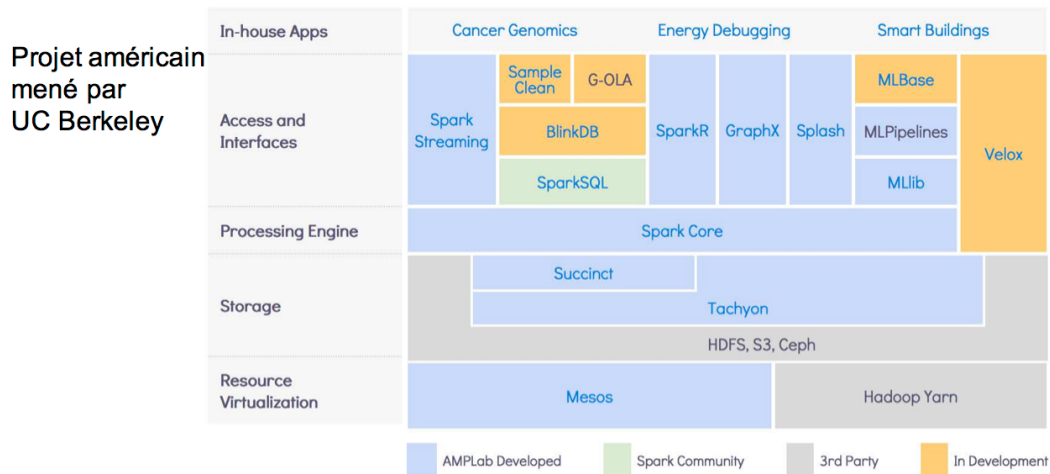 Projet américain
mené par
UC Berkeley
In-house Apps
Cancer Genomics
Energy Debugging
Smart Buildings
Access and
Interfaces
Spark
Streaming
Sample
Clean
G-OLA
BlinkDB
SparkSQL
SparkR
GraphX
Splash
MLBase
MLPipelines
MLlib
Velox
Processing Engine
Spark Core
Storage
Succinct
Tachyon
HDFS, S3, Ceph
Resource
Virtualization
Mesos
Hadoop Yarn
AMPLab Developed
Spark Community
3rd Party
In Development